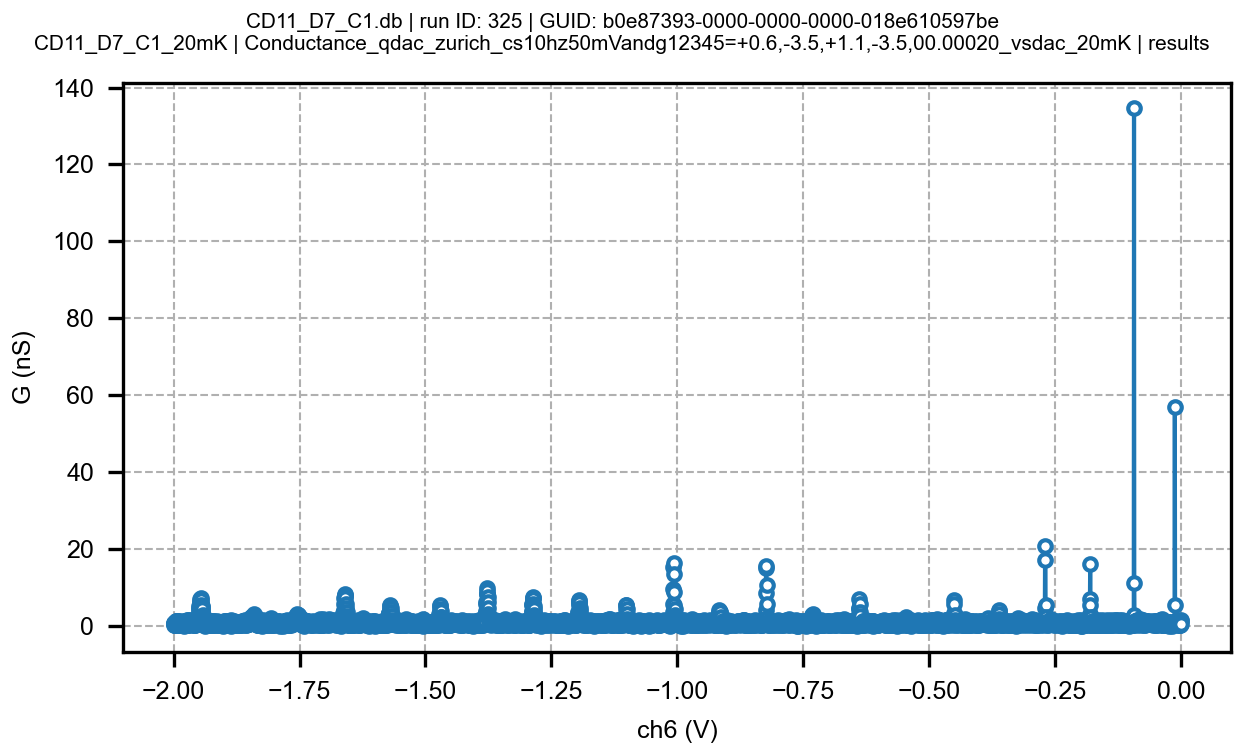 CD11_D7_C1.db | run ID: 325 | GUID: b0e87393-0000-0000-0000-018e610597be
CD11_D7_C1_20mK | Conductance_qdac_zurich_cs10hz50mVandg12345=+0.6,-3.5,+1.1,-3.5,00.00020_vsdac_20mK | results
140
120
100
80
60
40
20
0
G (nS)
−2.00 −1.75 −1.50 −1.25 −1.00 −0.75 −0.50 −0.25 0.00
ch6 (V)